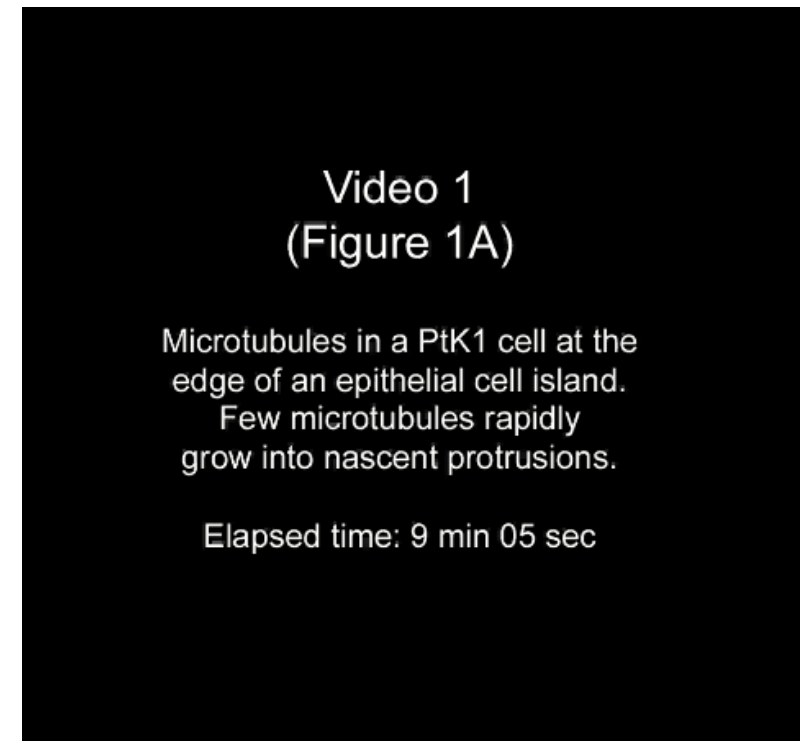 Video 1
(Figure 1A)
Microtubules in a PtK1 cell at the
edge of an epithelial cell island.
Few microtubules rapidly
grow into nascent protrusions.
Elapsed time: 9 min 05 sec